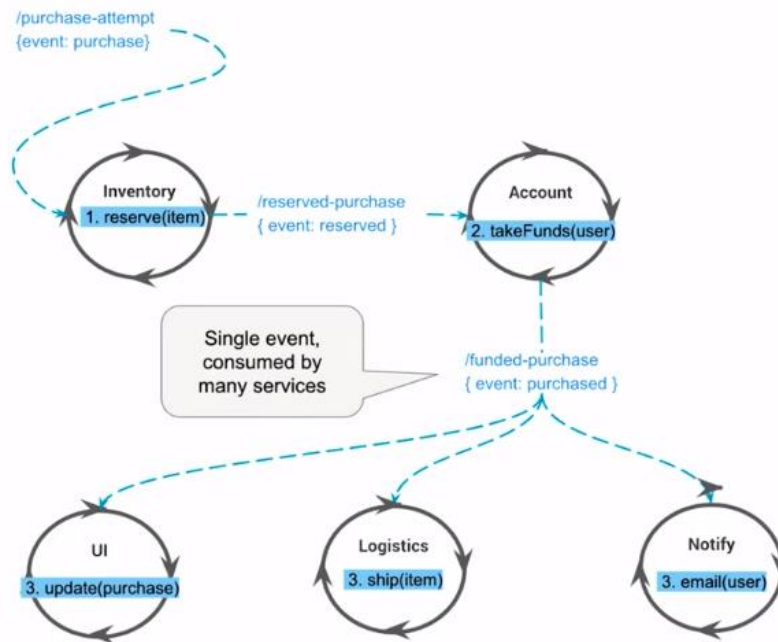 /purchase-attempt
{event: purchase}
Inventory
1. reserve(item)
/reserved-purchase
{ event: reserved }
Account
2. takeFunds(user)
Single event,
consumed by
many services
/funded-purchase
{ event: purchased }
UI
3. update(purchase)
Logistics
3. ship(item)
Notify
3. email(user)